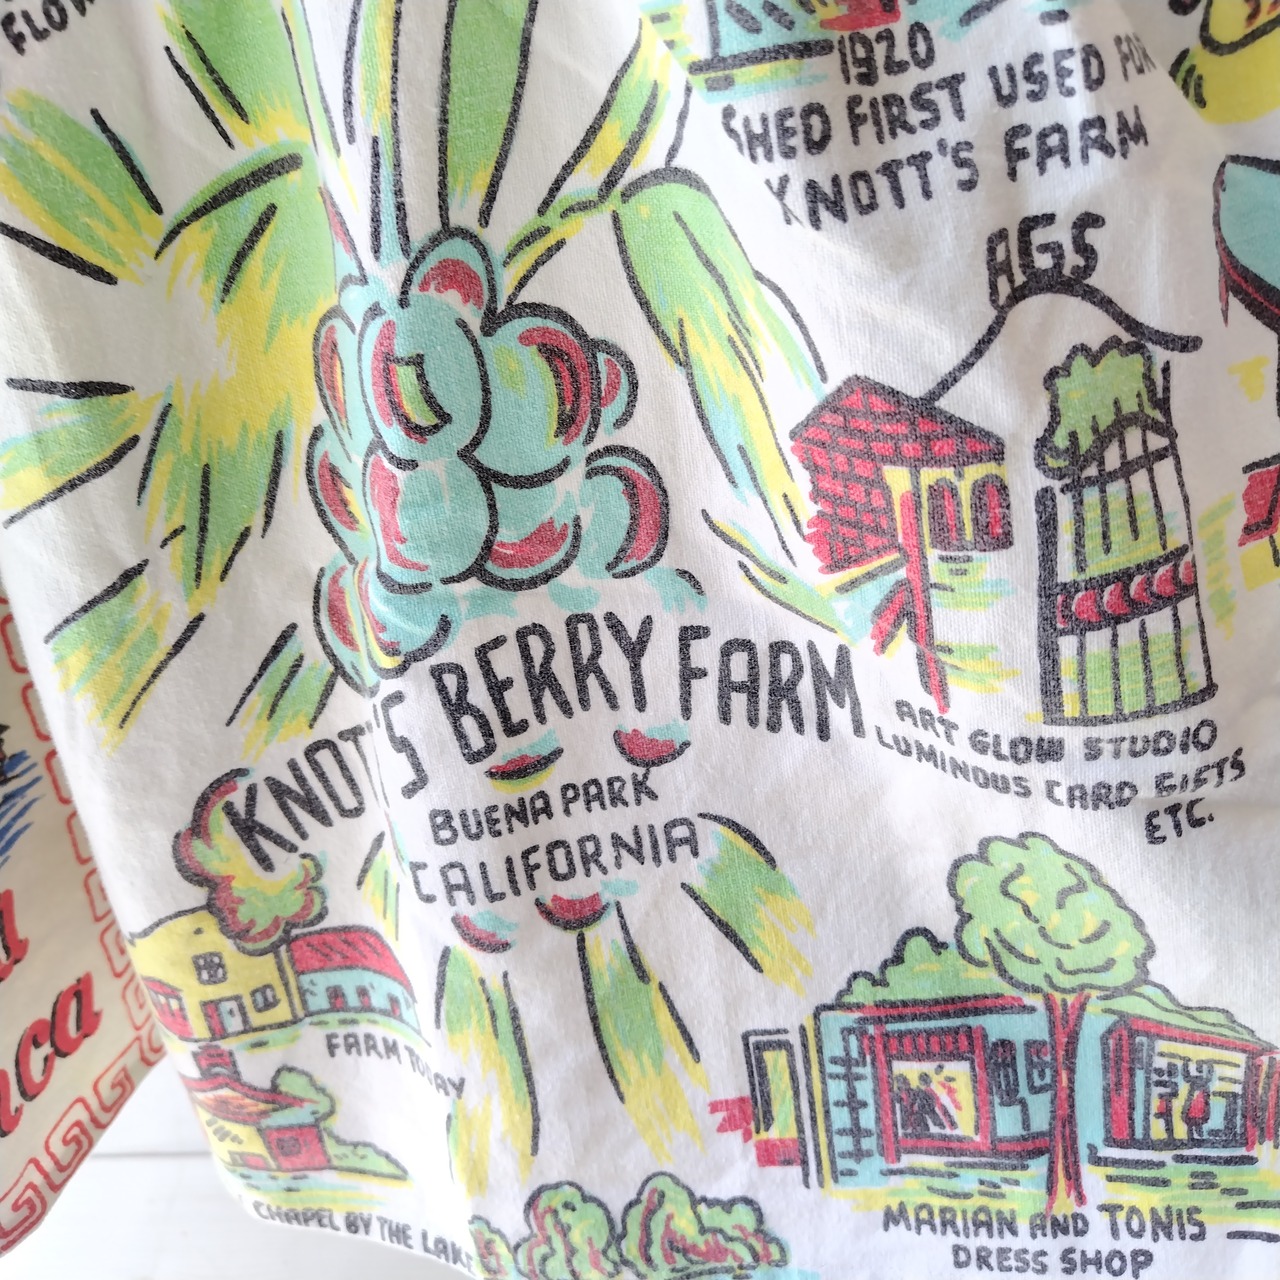 FLOW
1920
SHED FIRST USED FOR
KNOTT'S FARM
AGS
KNOTT'S BERRY FARM
BUENA PARK
CALIFORNIA
ART GLOW STUDIO
LUMINOUS CARD GIFTS
ETC.
FARM TODAY
CHAPEL BY THE LAKE
MARIAN AND TONIS
DRESS SHOP